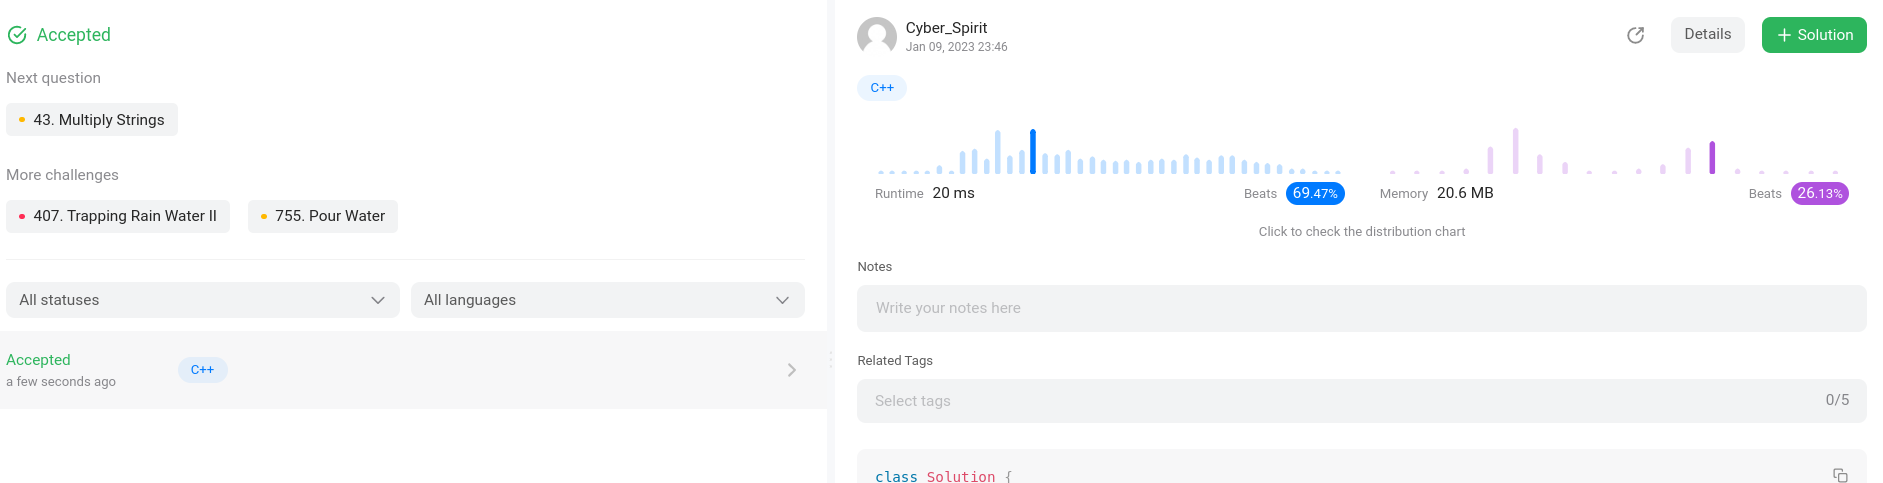 Accepted
Next question
43. Multiply Strings
More challenges
407. Trapping Rain Water II
755. Pour Water
All statuses
All languages
Accepted
a few seconds ago
C++
Cyber_Spirit
Jan 09, 2023 23:46
Details
+ Solution
C++
Runtime 20 ms
Beats 69.47%
Memory 20.6 MB
Beats 26.13%
Click to check the distribution chart
Notes
Write your notes here
Related Tags
Select tags
0/5
class Solution {